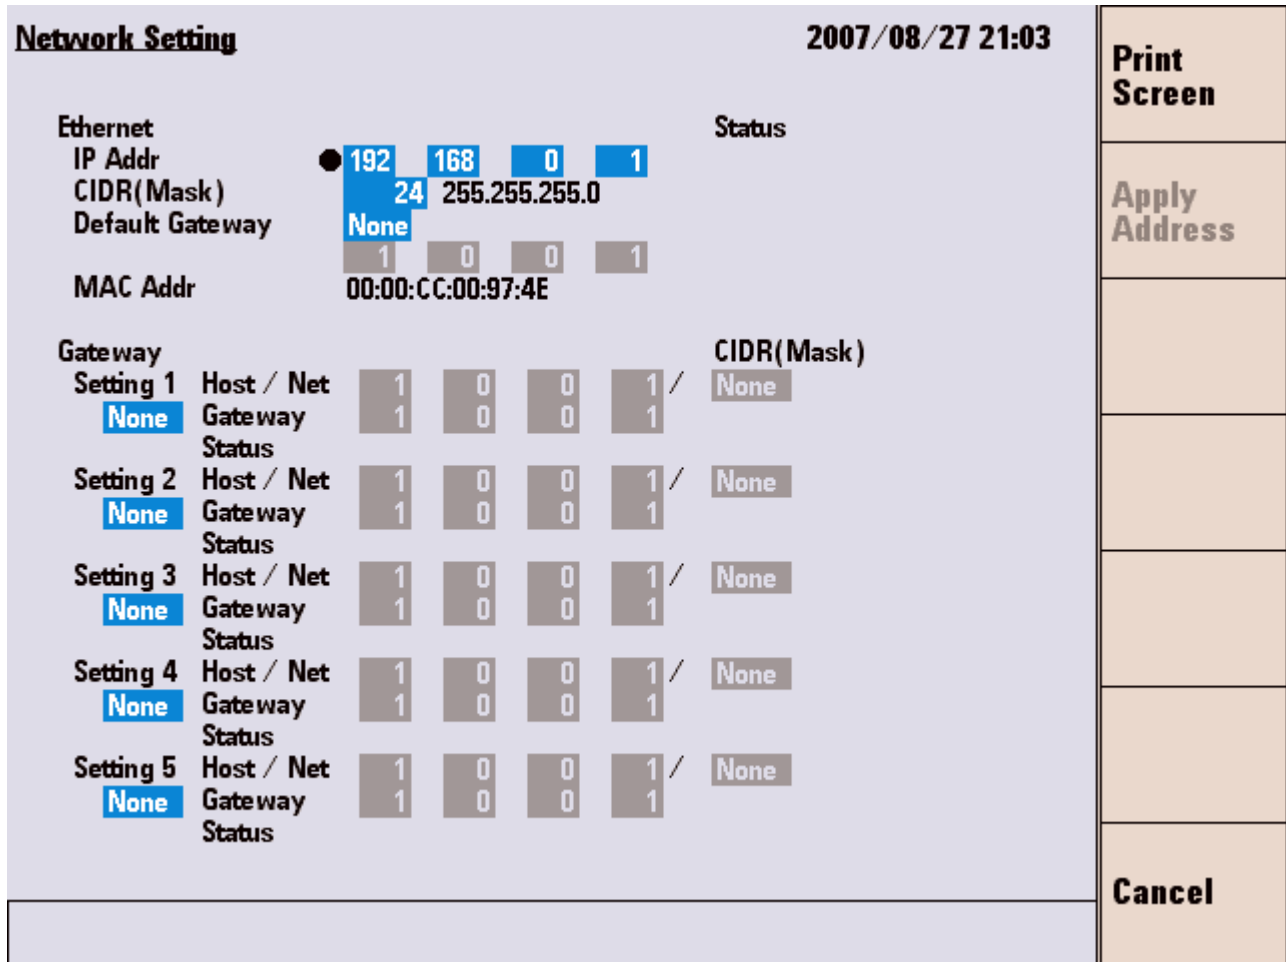 Network Setting 2007/08/27 21:03
Ethernet Status
IP Addr 192 168 0 1
CIDR(Mask) 24 255.255.255.0
Default Gateway None
1 0 0 1
MAC Addr 00:00:CC:00:97:4E
Gateway CIDR(Mask)
Setting 1 Host / Net 1 0 0 1 / None
None Gateway 1 0 0 1
Status
Setting 2 Host / Net 1 0 0 1 / None
None Gateway 1 0 0 1
Status
Setting 3 Host / Net 1 0 0 1 / None
None Gateway 1 0 0 1
Status
Setting 4 Host / Net 1 0 0 1 / None
None Gateway 1 0 0 1
Status
Setting 5 Host / Net 1 0 0 1 / None
None Gateway 1 0 0 1
Status
Print
Screen
Apply
Address
Cancel